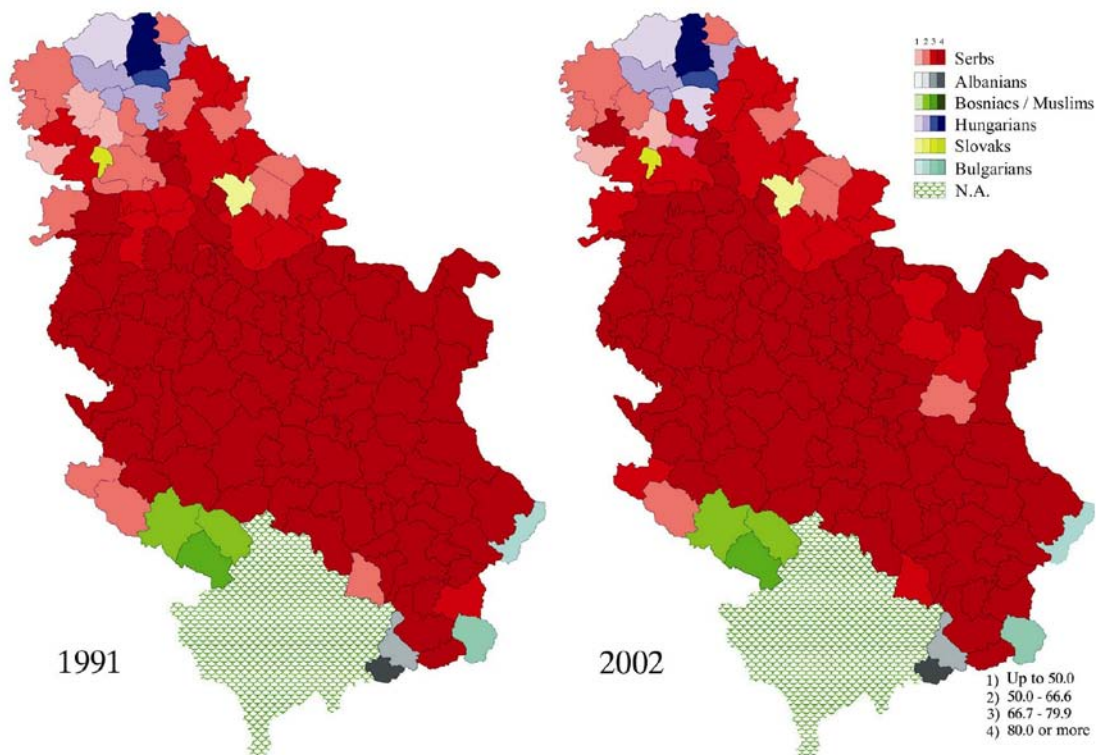 1 2 3 4
Serbs
Albanians
Bosniacs / Muslims
Hungarians
Slovaks
Bulgarians
N.A.
1991
2002
1) Up to 50.0
2) 50.0 - 66.6
3) 66.7 - 79.9
4) 80.0 or more